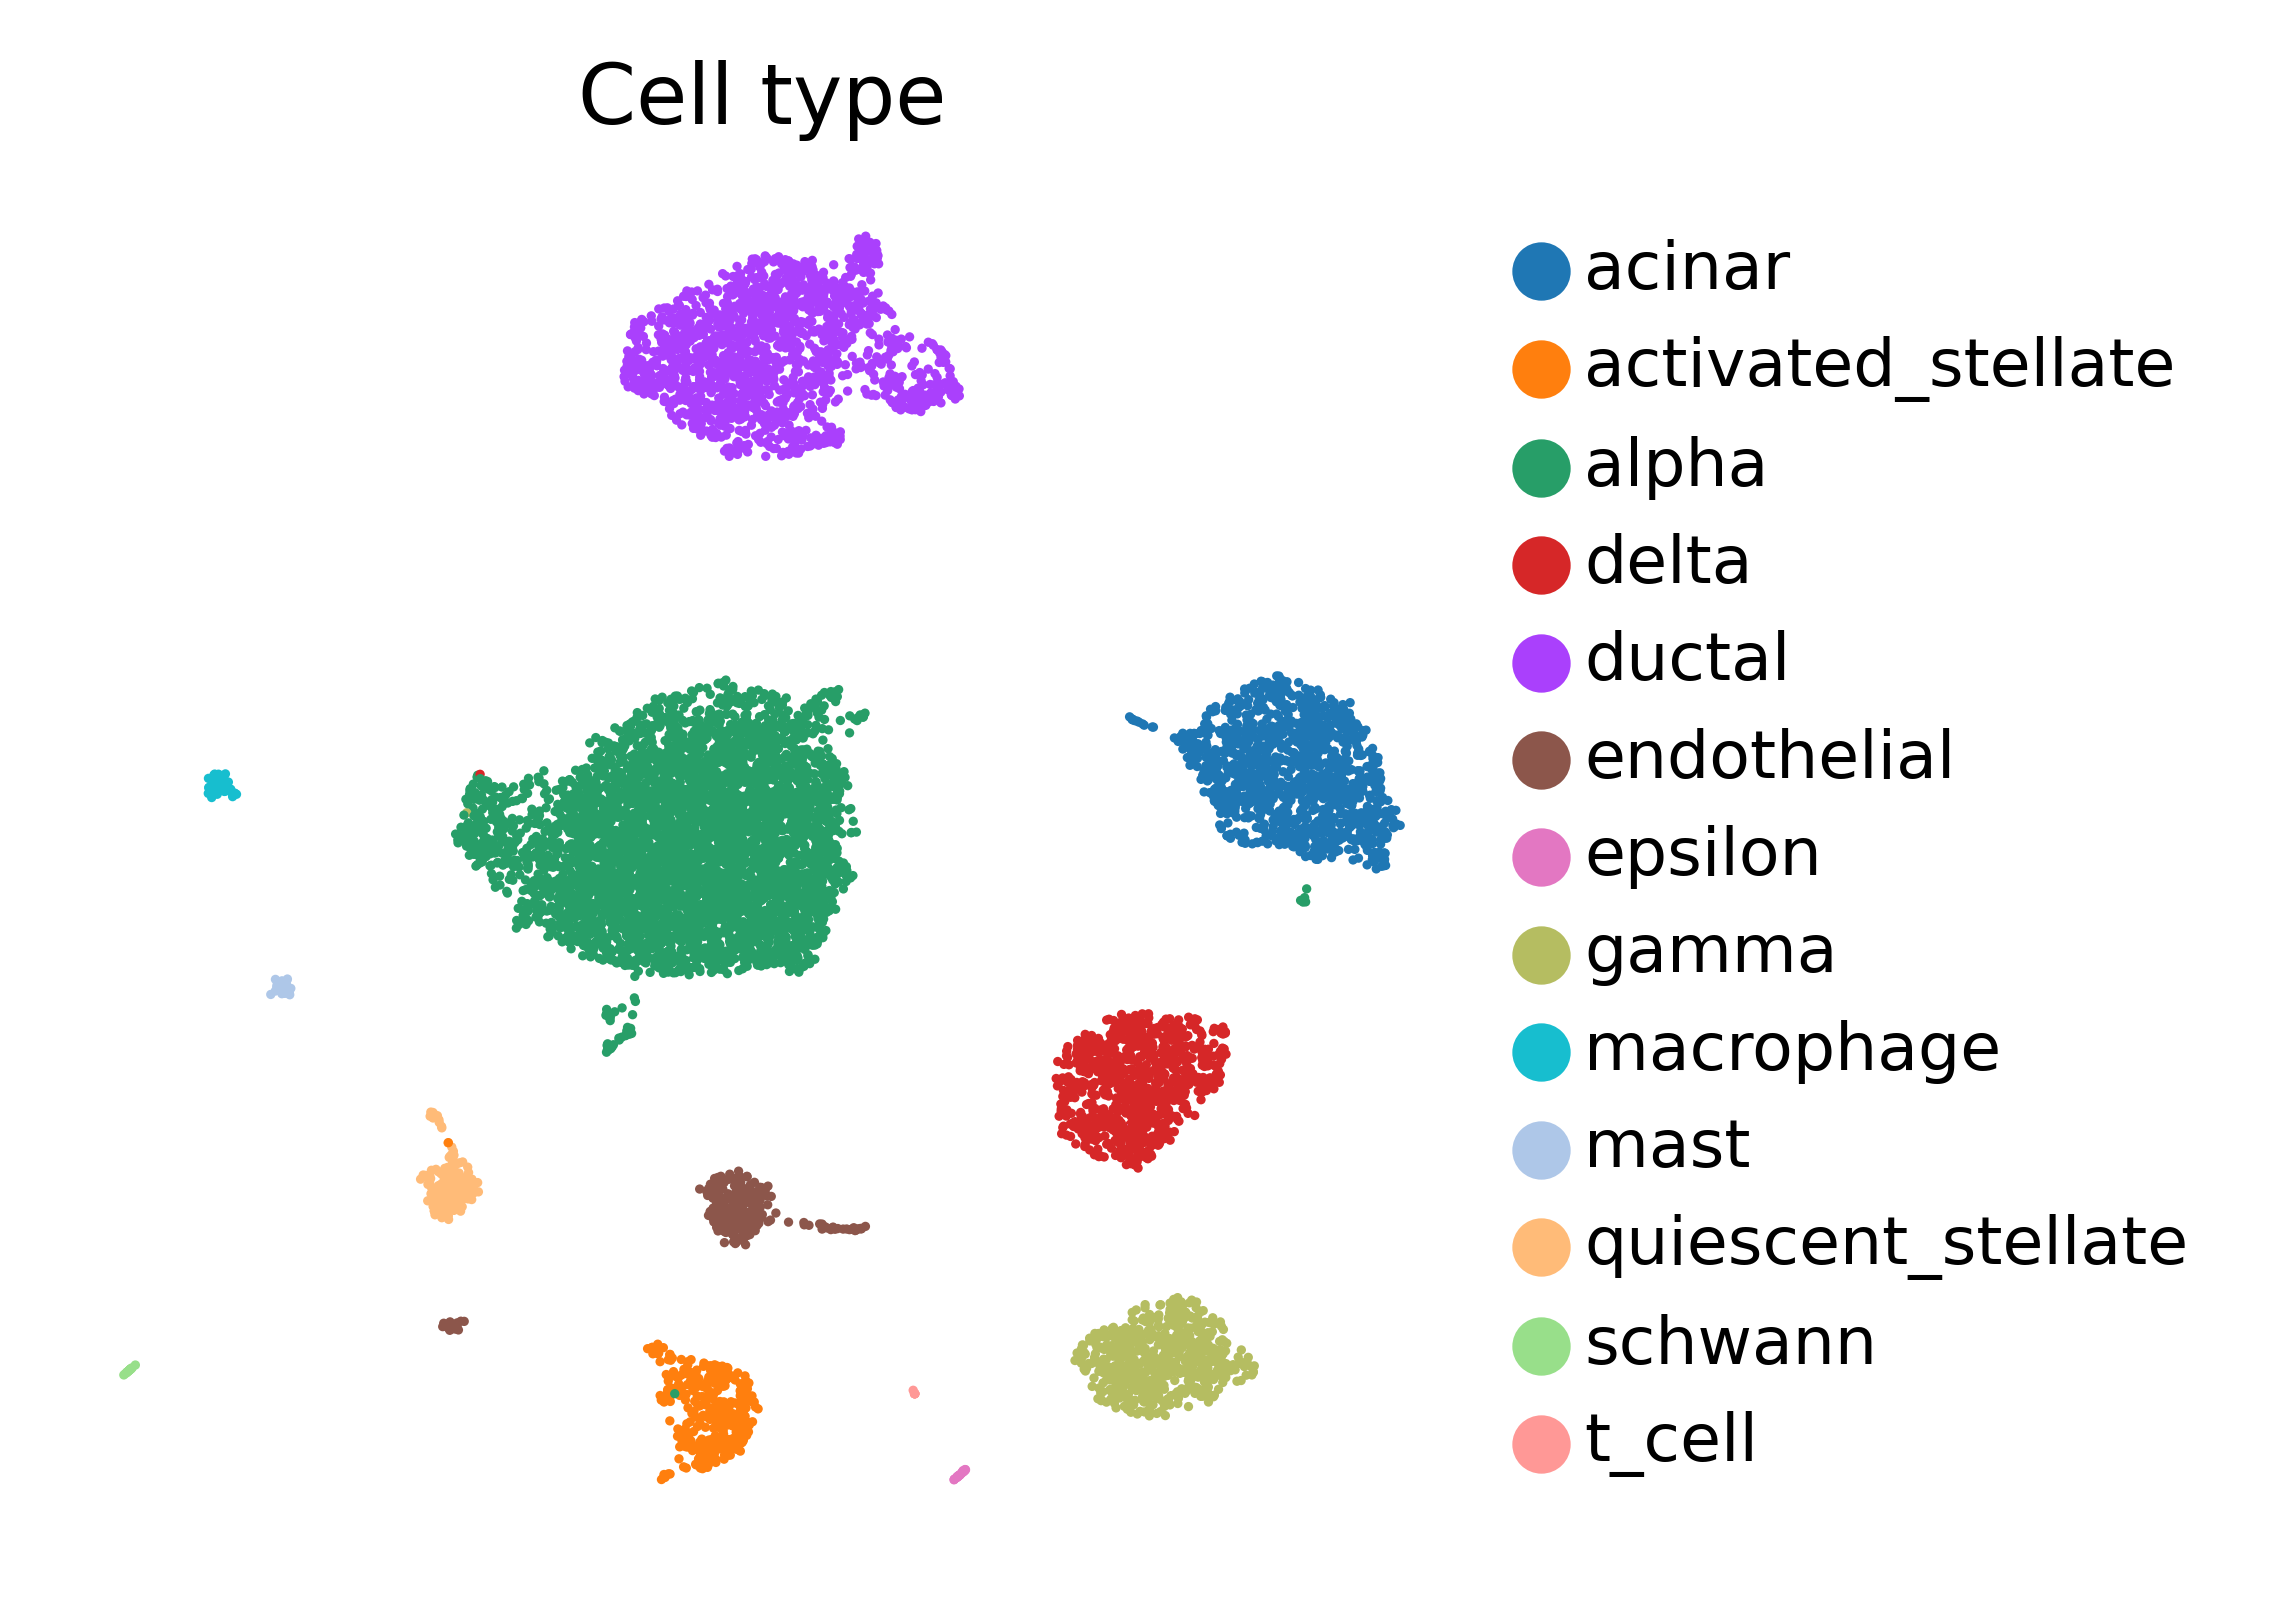 Cell type
acinar
activated_stellate
alpha
delta
ductal
endothelial
epsilon
gamma
macrophage
mast
quiescent_stellate
schwann
t_cell